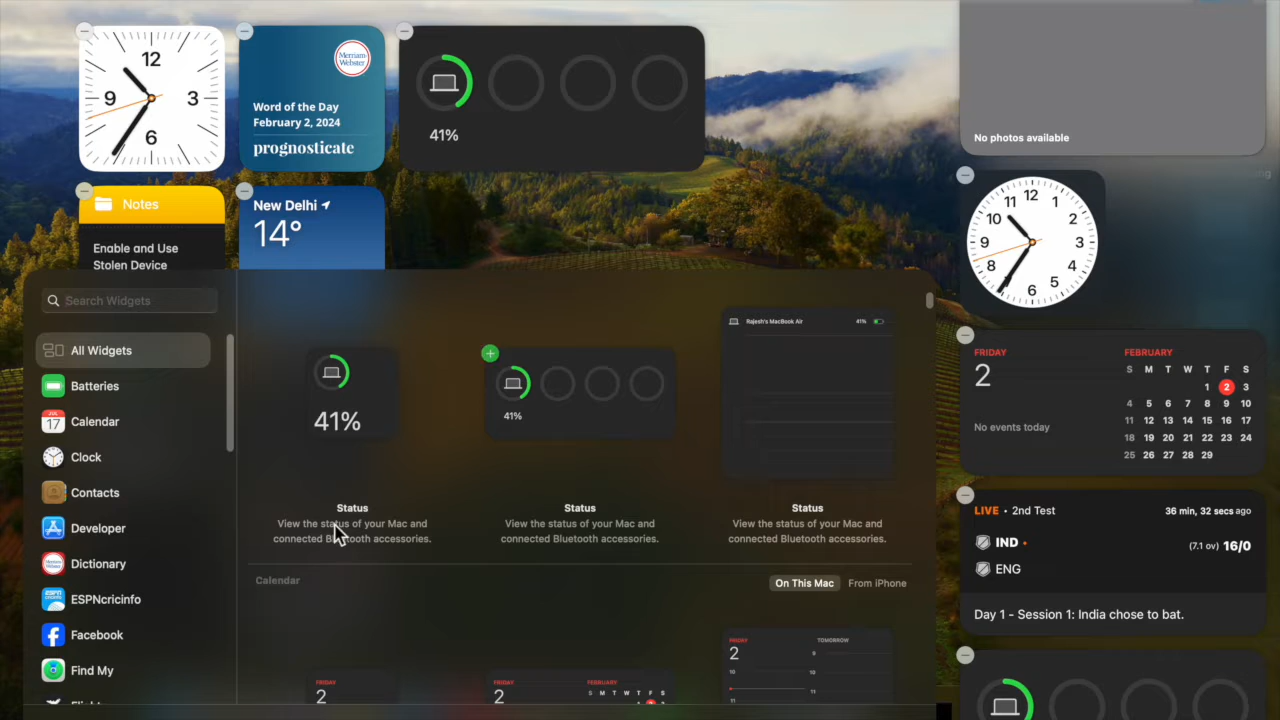 12
9
3
6
Merriam-
Webster
Word of the Day
February 2, 2024
prognosticate
41%
No photos available
Notes
Enable and Use
Stolen Device
New Delhi
14°
11 12 1
10 2
9 3
8 4
7 6 5
Search Widgets
All Widgets
Batteries
JUL
17
Calendar
Clock
Contacts
Developer
Dictionary
ESPNcricinfo
Facebook
Find My
41%
Status
View the status of your Mac and
connected Bluetooth accessories.
41%
Status
View the status of your Mac and
connected Bluetooth accessories.
Rajesh's MacBook Air 41%
Status
View the status of your Mac and
connected Bluetooth accessories.
Calendar
On This Mac From iPhone
FRIDAY
2
FRIDAY
2
FEBRUARY
S M T W T F S
FRIDAY
2
TOMORROW
9
10
10
11
11
FRIDAY
2
No events today
FEBRUARY
S M T W T F S
1 2 3
4 5 6 7 8 9 10
11 12 13 14 15 16 17
18 19 20 21 22 23 24
25 26 27 28 29
LIVE • 2nd Test 36 min, 32 secs ago
IND • (7.1 ov) 16/0
ENG
Day 1 - Session 1: India chose to bat.